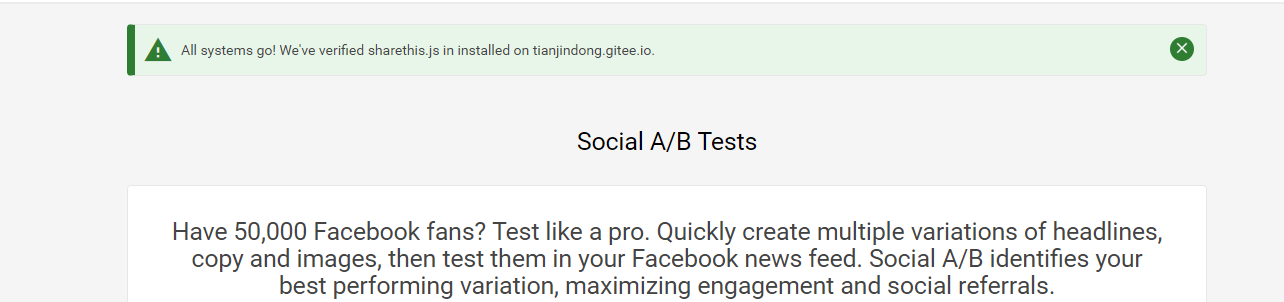 All systems go! We've verified sharethis.js in installed on tianjindong.gitee.io.
Social A/B Tests
Have 50,000 Facebook fans? Test like a pro. Quickly create multiple variations of headlines,
copy and images, then test them in your Facebook news feed. Social A/B identifies your
best performing variation, maximizing engagement and social referrals.